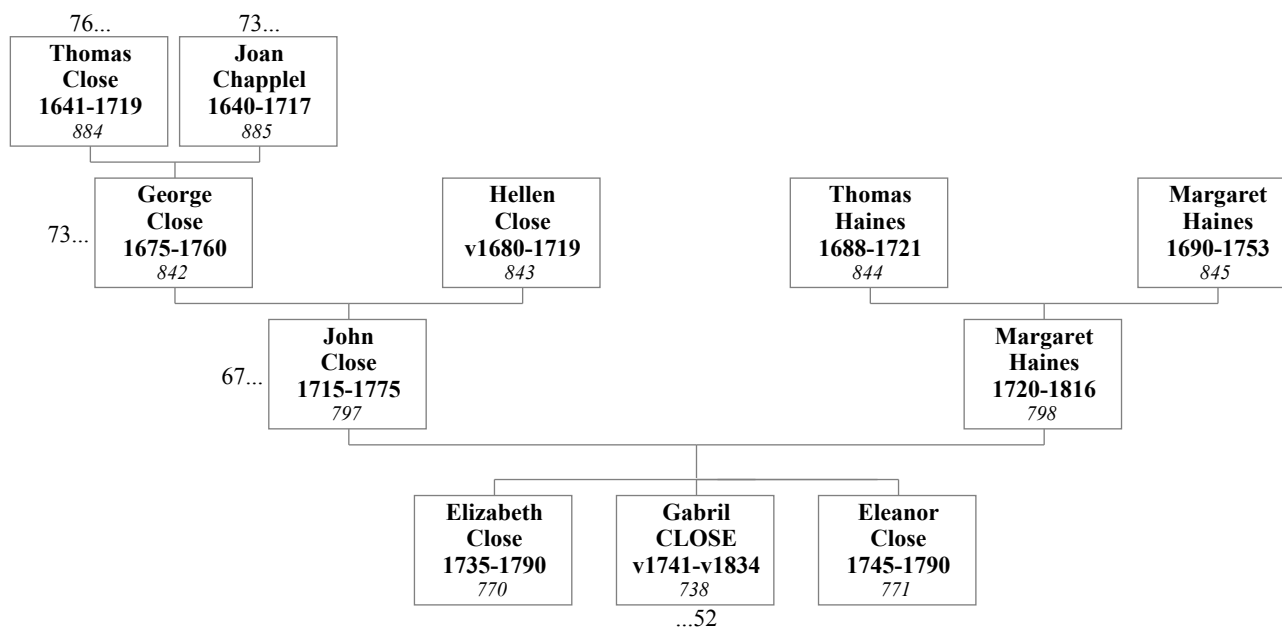 76...
73...
Thomas
Close
1641-1719
884
Joan
Chapplel
1640-1717
885
73...
George
Close
1675-1760
842
Hellen
Close
v1680-1719
843
Thomas
Haines
1688-1721
844
Margaret
Haines
1690-1753
845
67...
John
Close
1715-1775
797
Margaret
Haines
1720-1816
798
Elizabeth
Close
1735-1790
770
Gabril
CLOSE
v1741-v1834
738
Eleanor
Close
1745-1790
771
...52